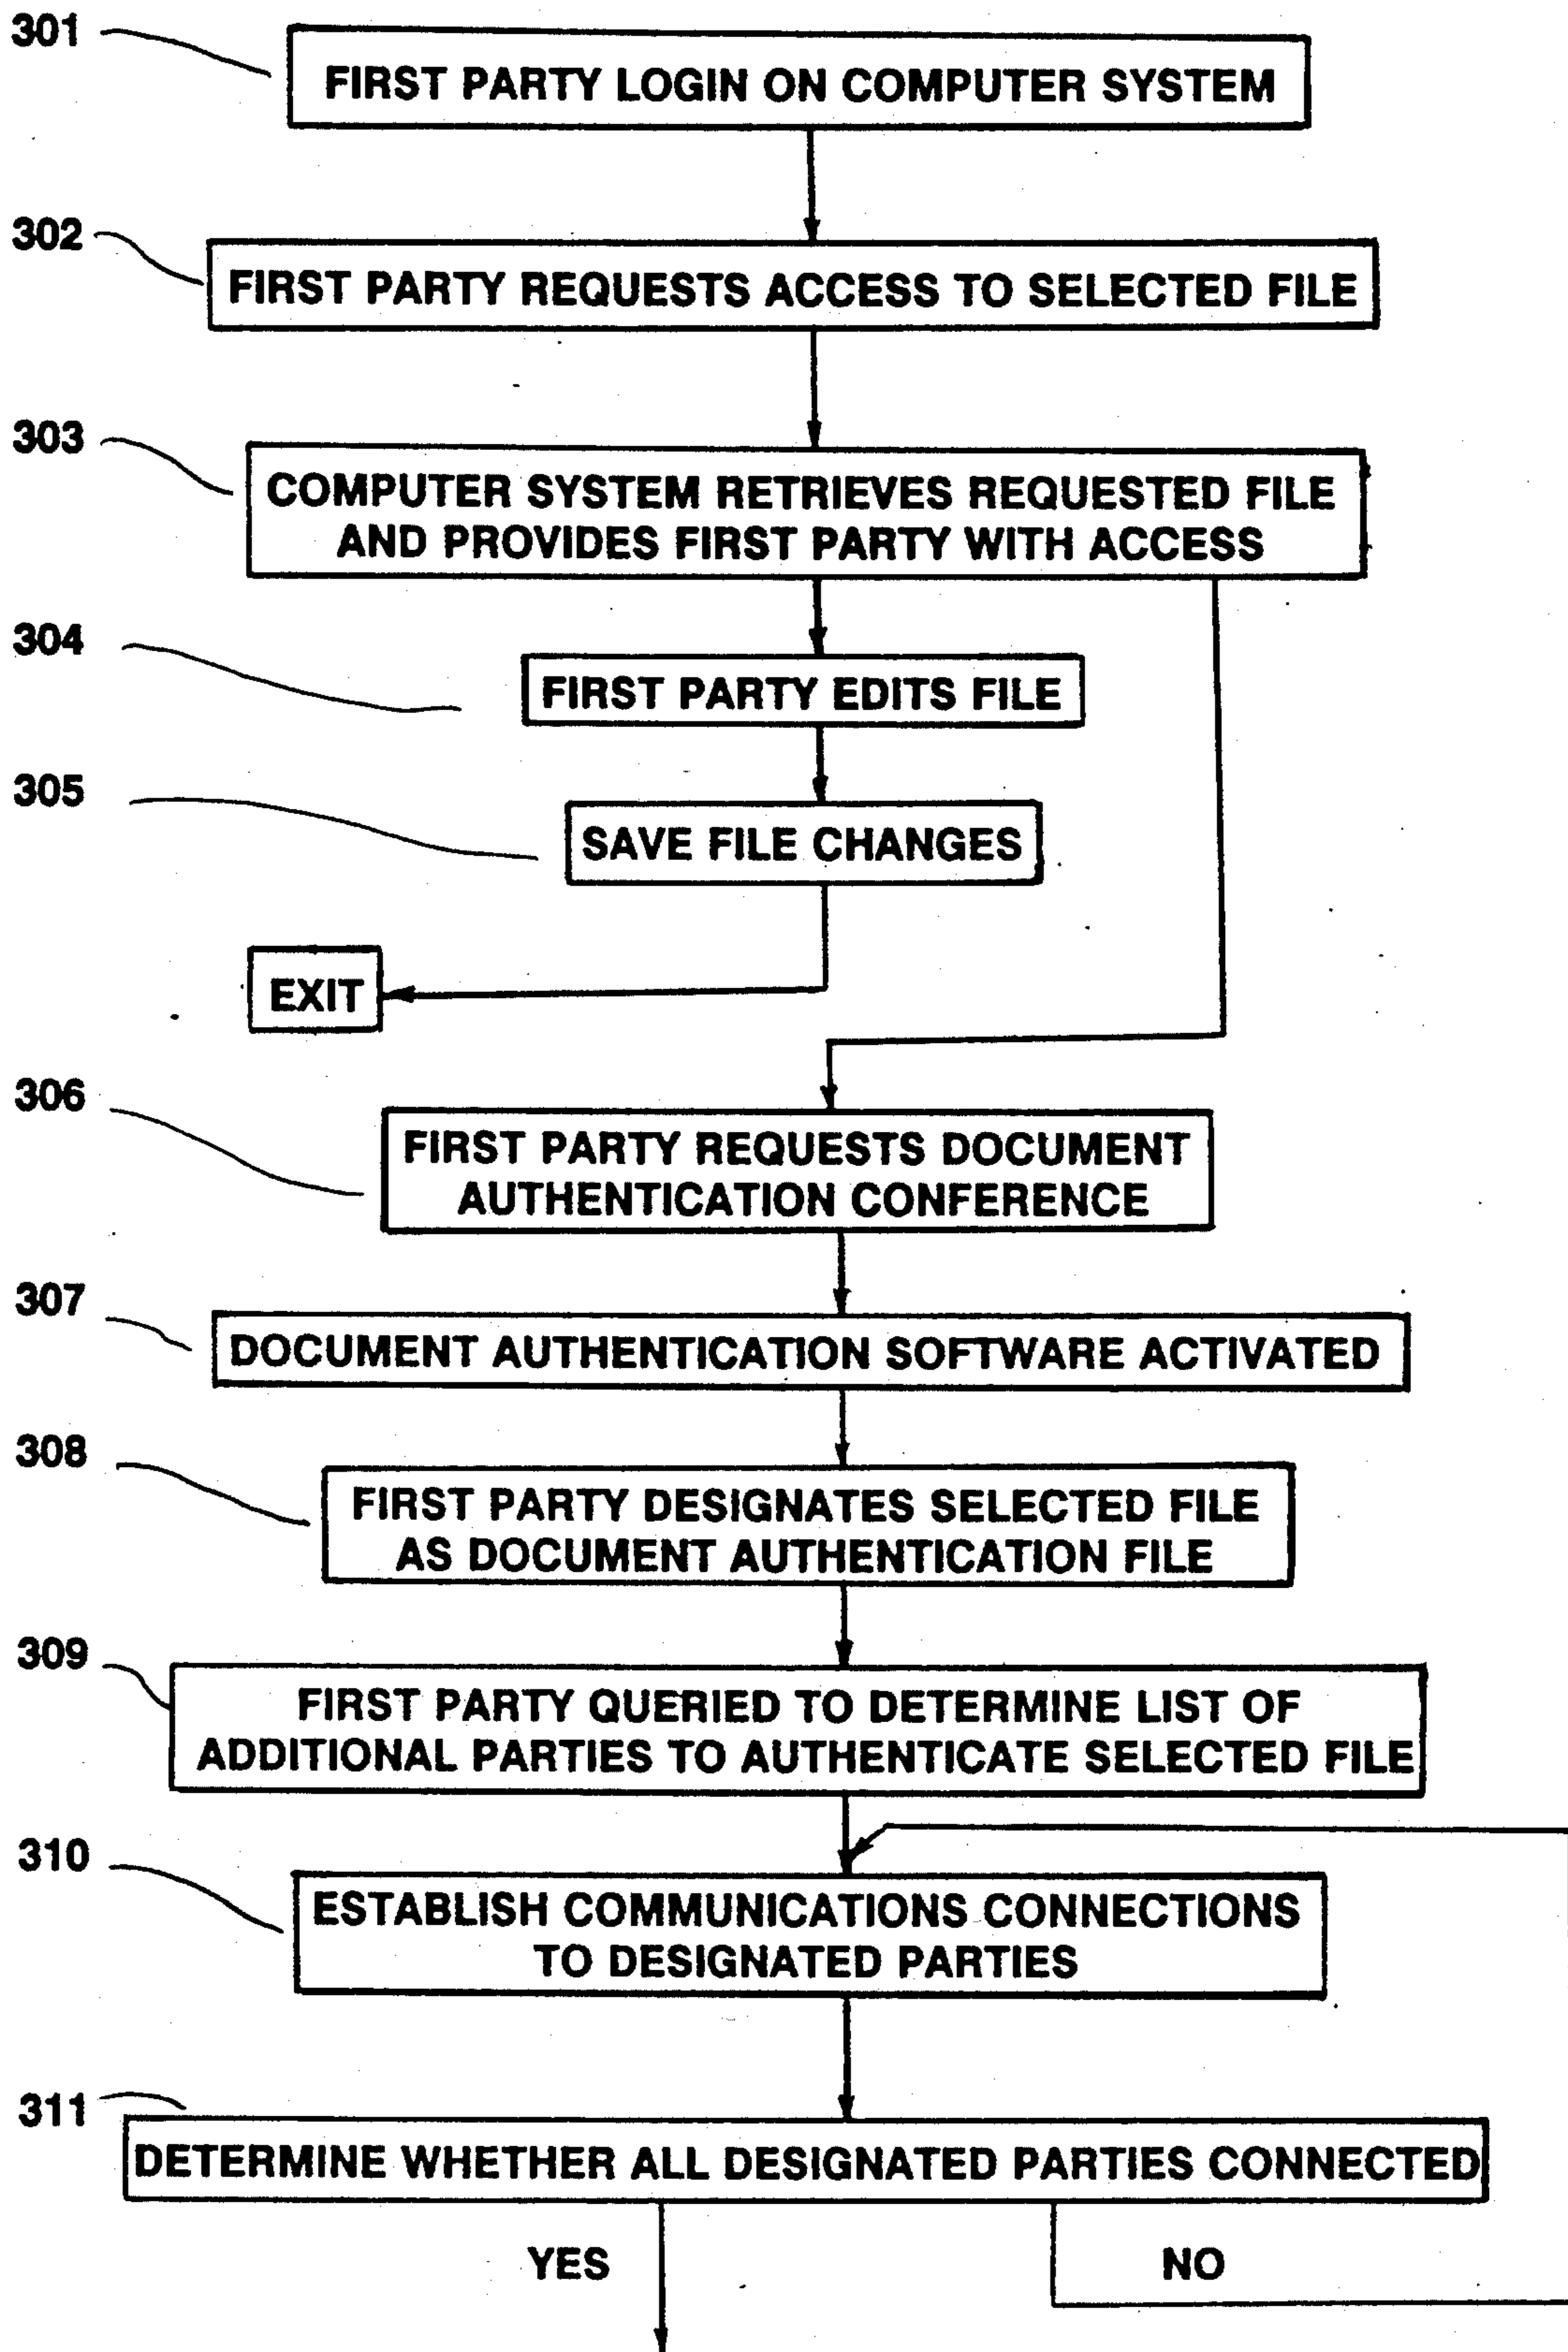 301
FIRST PARTY LOGIN ON COMPUTER SYSTEM
302
FIRST PARTY REQUESTS ACCESS TO SELECTED FILE
303
COMPUTER SYSTEM RETRIEVES REQUESTED FILE
AND PROVIDES FIRST PARTY WITH ACCESS
304
FIRST PARTY EDITS FILE
305
SAVE FILE CHANGES
EXIT
306
FIRST PARTY REQUESTS DOCUMENT
AUTHENTICATION CONFERENCE
307
DOCUMENT AUTHENTICATION SOFTWARE ACTIVATED
308
FIRST PARTY DESIGNATES SELECTED FILE
AS DOCUMENT AUTHENTICATION FILE
309
FIRST PARTY QUERIED TO DETERMINE LIST OF
ADDITIONAL PARTIES TO AUTHENTICATE SELECTED FILE
310
ESTABLISH COMMUNICATIONS CONNECTIONS
TO DESIGNATED PARTIES
311
DETERMINE WHETHER ALL DESIGNATED PARTIES CONNECTED
YES
NO